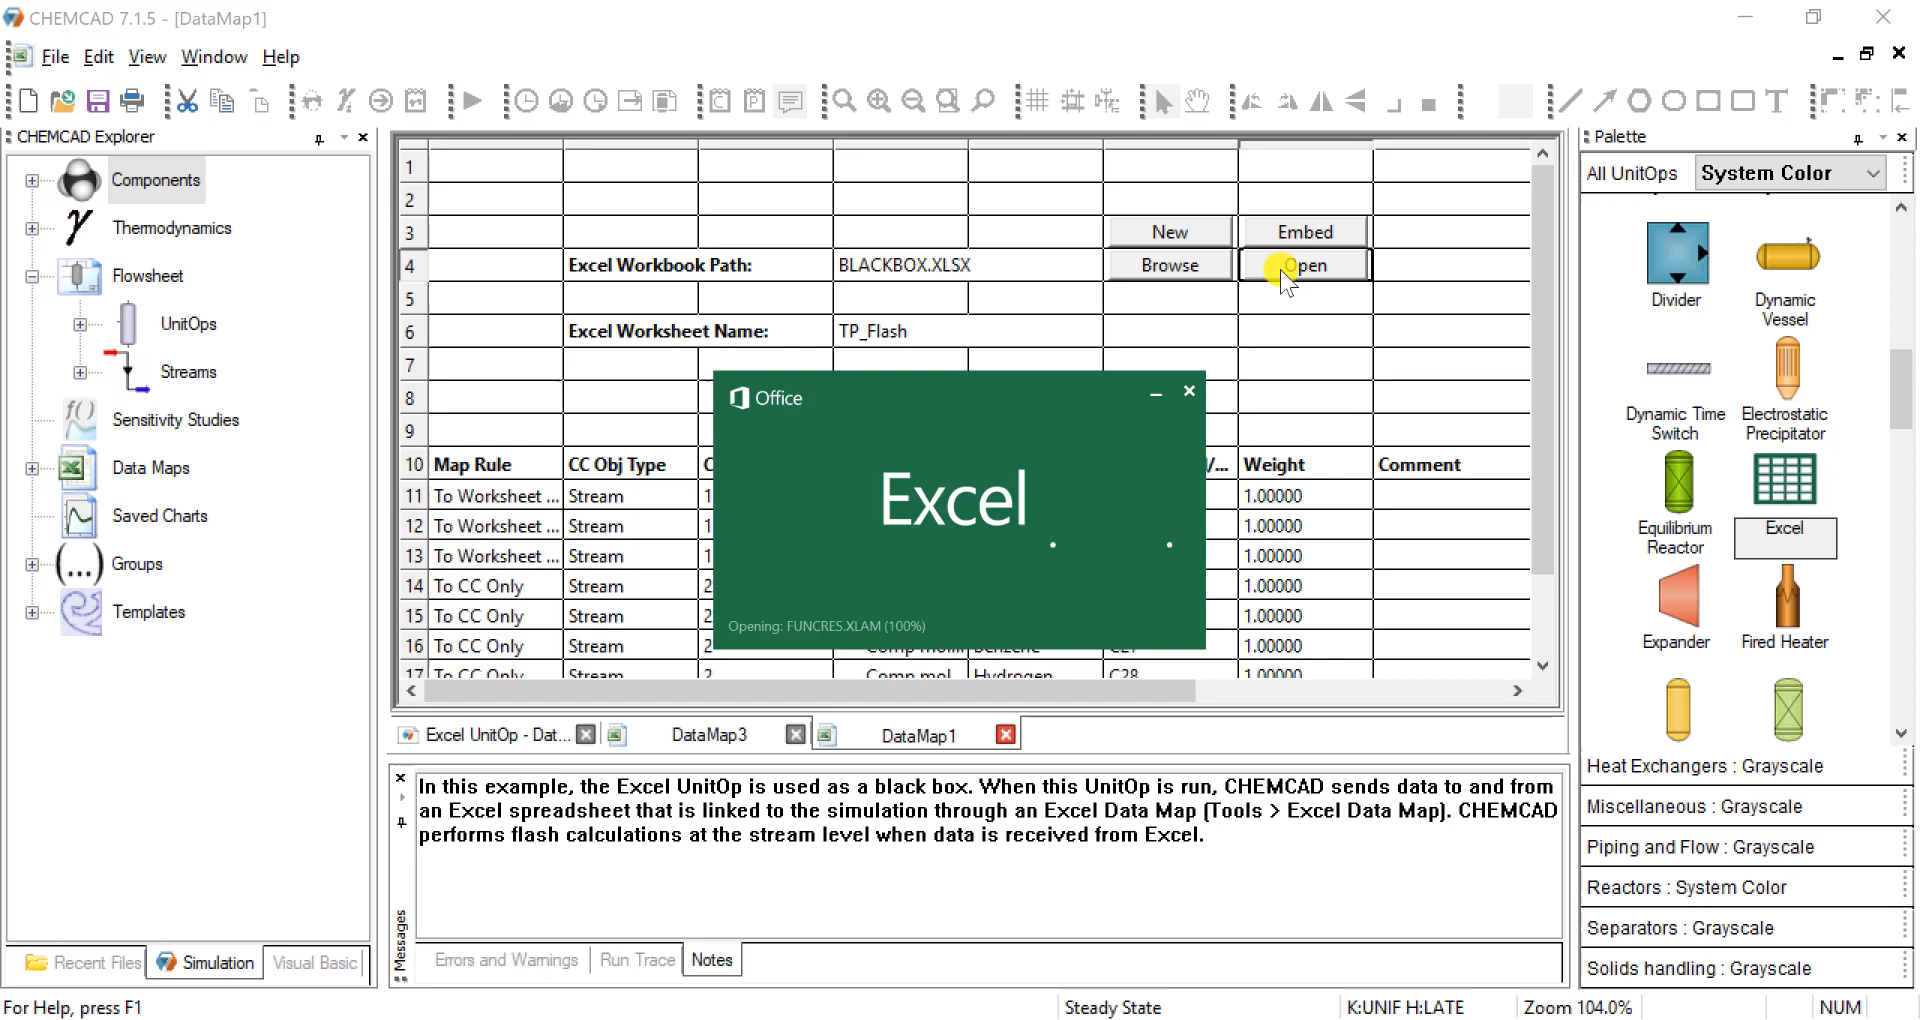 CHEMCAD 7.1.5 - [DataMap1]
File Edit View Window Help
CHEMCAD Explorer
Components
Thermodynamics
Flowsheet
UnitOps
Streams
Sensitivity Studies
Data Maps
Saved Charts
Groups
Templates
Recent Files Simulation Visual Basic
1
2
3 New Embed
4 Excel Workbook Path: BLACKBOX.XLSX Browse Open
5
6 Excel Worksheet Name: TP_Flash
7
8
9
10 Map Rule CC Obj Type Weight Comment
11 To Worksheet ... Stream 1 1.00000
12 To Worksheet ... Stream 1 1.00000
13 To Worksheet ... Stream 1 1.00000
14 To CC Only Stream 2 1.00000
15 To CC Only Stream 2 1.00000
16 To CC Only Stream 2 1.00000
17 To CC Only Stream 2 Comp mol Hydrogen C28 1.00000
Office
Excel
Opening: FUNCRES.XLAM (100%)
Excel UnitOp - Dat... DataMap3 DataMap1
In this example, the Excel UnitOp is used as a black box. When this UnitOp is run, CHEMCAD sends data to and from
an Excel spreadsheet that is linked to the simulation through an Excel Data Map (Tools > Excel Data Map). CHEMCAD
performs flash calculations at the stream level when data is received from Excel.
Messages
Errors and Warnings Run Trace Notes
Palette
All UnitOps System Color
Divider
Dynamic
Vessel
Dynamic Time
Switch
Electrostatic
Precipitator
Equilibrium
Reactor
Excel
Expander
Fired Heater
Heat Exchangers : Grayscale
Miscellaneous : Grayscale
Piping and Flow : Grayscale
Reactors : System Color
Separators : Grayscale
Solids handling : Grayscale
For Help, press F1 Steady State K:UNIF H:LATE Zoom 104.0% NUM